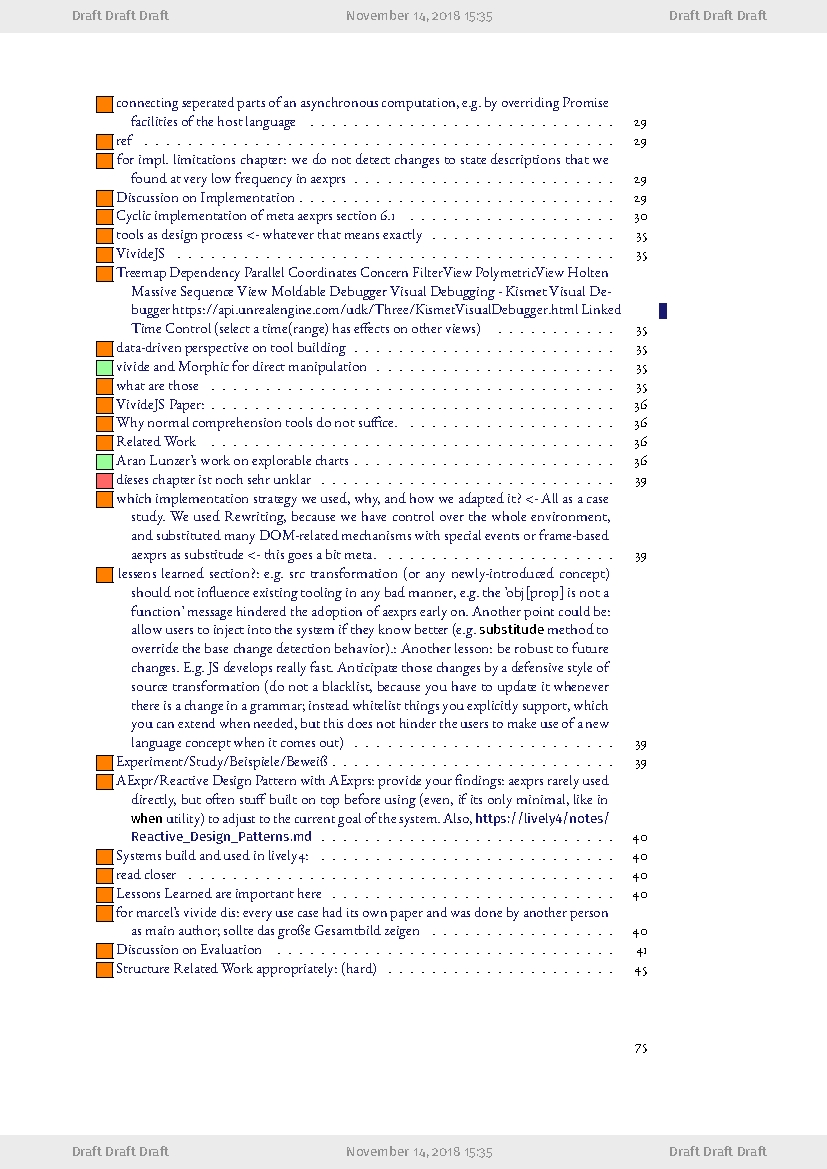 Draft Draft Draft November 14, 2018 15:35 Draft Draft Draft
connecting seperated parts of an asynchronous computation, e.g. by overriding Promise
facilities of the host language . . . . . . . . . . . . . . . . . . . . . . . . . . . . 29
ref . . . . . . . . . . . . . . . . . . . . . . . . . . . . . . . . . . . . . . . . . . . 29
for impl. limitations chapter: we do not detect changes to state descriptions that we
found at very low frequency in aexprs . . . . . . . . . . . . . . . . . . . . . . . . 29
Discussion on Implementation . . . . . . . . . . . . . . . . . . . . . . . . . . . . . 29
Cyclic implementation of meta aexprs section 6.1 . . . . . . . . . . . . . . . . . . . 30
tools as design process <- whatever that means exactly . . . . . . . . . . . . . . . . . 35
VivideJS . . . . . . . . . . . . . . . . . . . . . . . . . . . . . . . . . . . . . . . . 35
Treemap Dependency Parallel Coordinates Concern FilterView PolymetricView Holten
Massive Sequence View Moldable Debugger Visual Debugging - Kismet Visual De-
bugger https://api.unrealengine.com/udk/Three/KismetVisualDebugger.html Linked
Time Control (select a time(range) has effects on other views) . . . . . . . . . . . 35
data-driven perspective on tool building . . . . . . . . . . . . . . . . . . . . . . . . 35
vivide and Morphic for direct manipulation . . . . . . . . . . . . . . . . . . . . . . 35
what are those . . . . . . . . . . . . . . . . . . . . . . . . . . . . . . . . . . . . . 35
VivideJS Paper: . . . . . . . . . . . . . . . . . . . . . . . . . . . . . . . . . . . . . 36
Why normal comprehension tools do not suffice. . . . . . . . . . . . . . . . . . . . . 36
Related Work . . . . . . . . . . . . . . . . . . . . . . . . . . . . . . . . . . . . . 36
Aran Lunzer's work on explorable charts . . . . . . . . . . . . . . . . . . . . . . . . 36
dieses chapter ist noch sehr unklar . . . . . . . . . . . . . . . . . . . . . . . . . . . 39
which implementation strategy we used, why, and how we adapted it? <- All as a case
study. We used Rewriting, because we have control over the whole environment,
and substituted many DOM-related mechanisms with special events or frame-based
aexprs as substitude <- this goes a bit meta. . . . . . . . . . . . . . . . . . . . . . 39
lessens learned section?: e.g. src transformation (or any newly-introduced concept)
should not influence existing tooling in any bad manner, e.g. the 'obj[prop] is not a
function' message hindered the adoption of aexprs early on. Another point could be:
allow users to inject into the system if they know better (e.g. substitude method to
override the base change detection behavior).: Another lesson: be robust to future
changes. E.g. JS develops really fast. Anticipate those changes by a defensive style of
source transformation (do not a blacklist, because you have to update it whenever
there is a change in a grammar; instead whitelist things you explicitly support, which
you can extend when needed, but this does not hinder the users to make use of a new
language concept when it comes out) . . . . . . . . . . . . . . . . . . . . . . . . 39
Experiment/Study/Beispiele/Beweiß . . . . . . . . . . . . . . . . . . . . . . . . . . 39
AExpr/Reactive Design Pattern with AExprs: provide your findings: aexprs rarely used
directly, but often stuff built on top before using (even, if its only minimal, like in
when utility) to adjust to the current goal of the system. Also, https://lively4/notes/
Reactive_Design_Patterns.md . . . . . . . . . . . . . . . . . . . . . . . . . . . 40
Systems build and used in lively4: . . . . . . . . . . . . . . . . . . . . . . . . . . . 40
read closer . . . . . . . . . . . . . . . . . . . . . . . . . . . . . . . . . . . . . . . 40
Lessons Learned are important here . . . . . . . . . . . . . . . . . . . . . . . . . . 40
for marcel's vivide dis: every use case had its own paper and was done by another person
as main author; sollte das große Gesamtbild zeigen . . . . . . . . . . . . . . . . . 40
Discussion on Evaluation . . . . . . . . . . . . . . . . . . . . . . . . . . . . . . . 41
Structure Related Work appropriately: (hard) . . . . . . . . . . . . . . . . . . . . . 45
75
Draft Draft Draft November 14, 2018 15:35 Draft Draft Draft